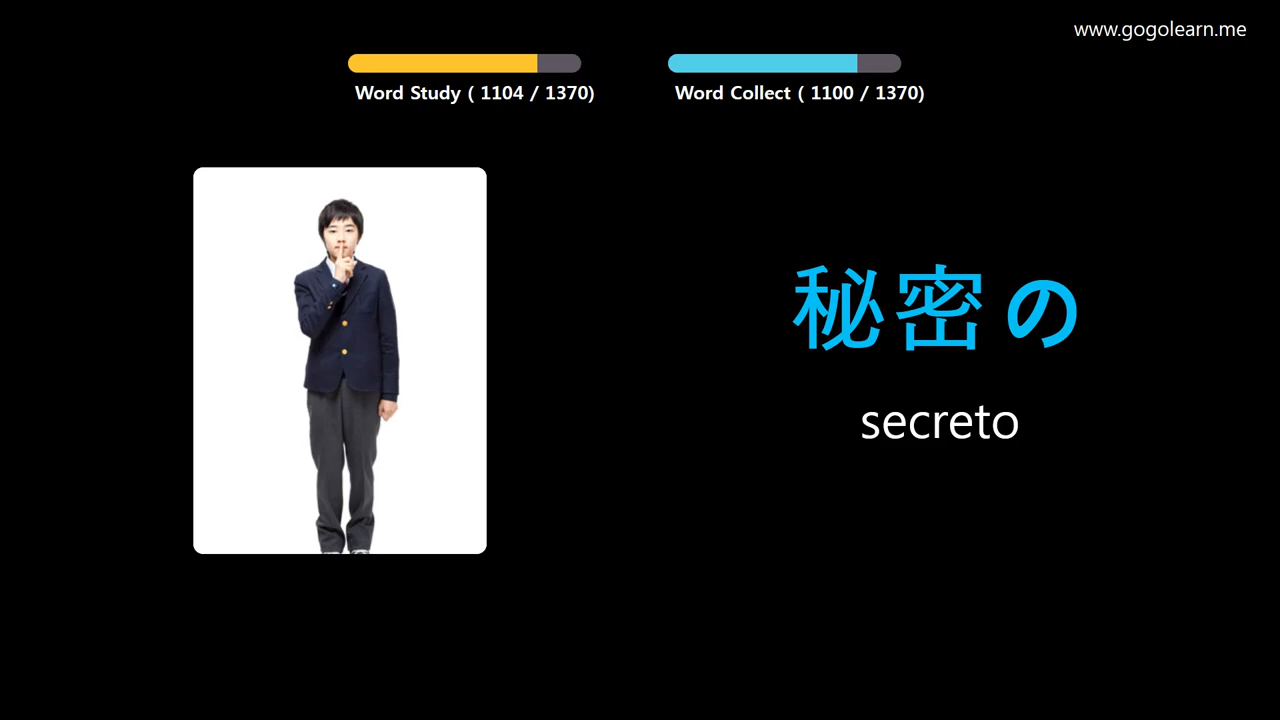 www.gogolearn.me
Word Study ( 1104 / 1370)
Word Collect ( 1100 / 1370)
秘密の
secreto